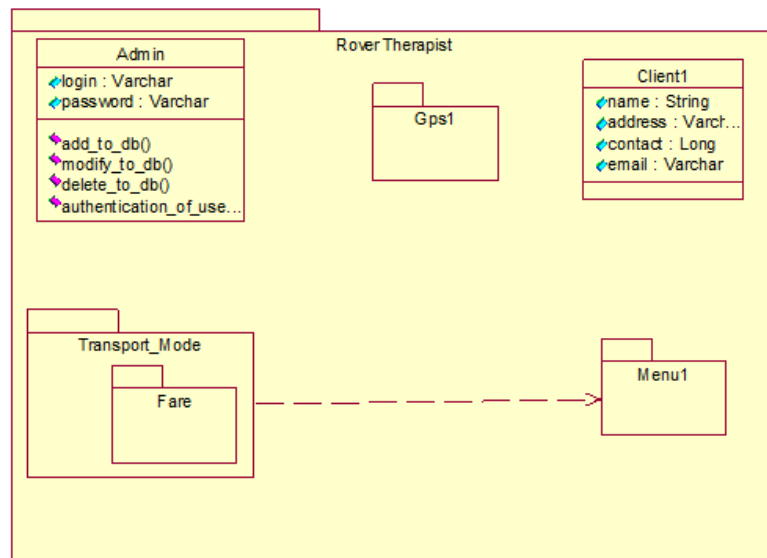 Rover Therapist
Admin
login : Varchar
password : Varchar
add_to_db()
modify_to_db()
delete_to_db()
authentication_of_use...
Gps1
Client1
name : String
address : Varch...
contact : Long
email : Varchar
Transport_Mode
Fare
Menu1